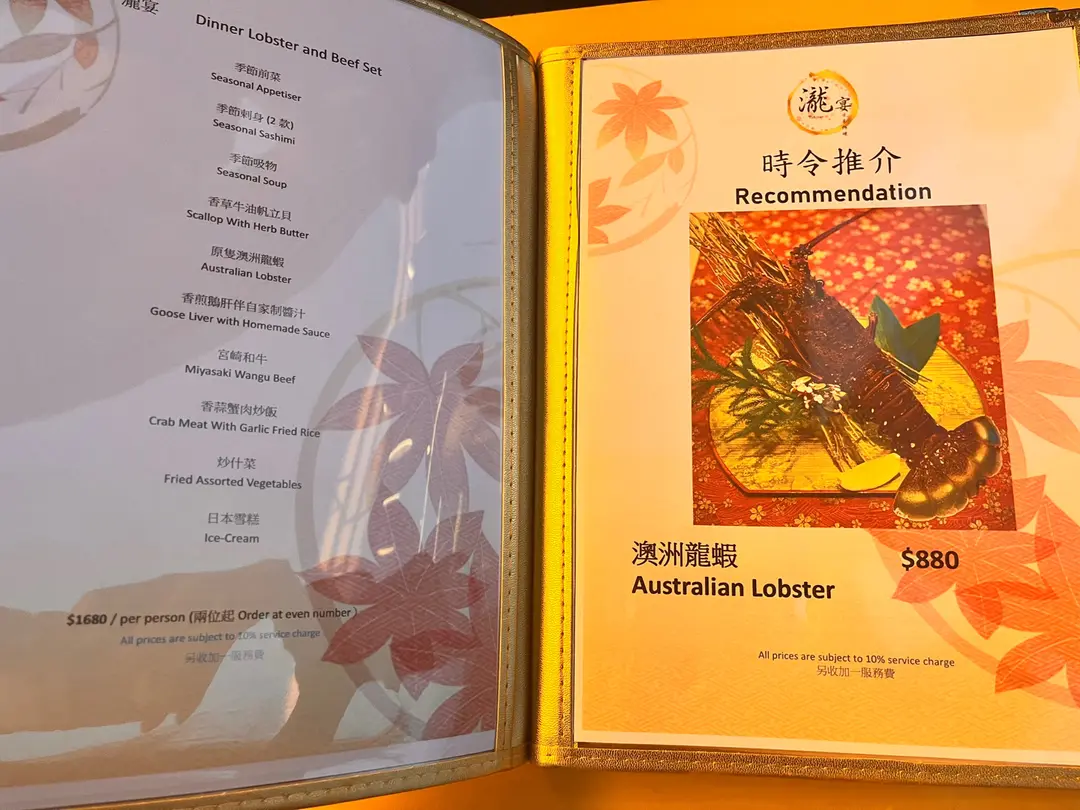 瀧宴
Dinner Lobster and Beef Set
季節前菜
Seasonal Appetiser
季節刺身 (2 款)
Seasonal Sashimi
季節吸物
Seasonal Soup
香草牛油帆立貝
Scallop With Herb Butter
原隻澳洲龍蝦
Australian Lobster
香煎鵝肝伴自家制醬汁
Goose Liver with Homemade Sauce
宮崎和牛
Miyasaki Wangu Beef
香蒜蟹肉炒飯
Crab Meat With Garlic Fried Rice
炒什菜
Fried Assorted Vegetables
日本雪糕
Ice-Cream
$1680 / per person (兩位起 Order at even number )
All prices are subject to 10% service charge
另收加一服務費
瀧宴
時令推介
Recommendation
澳洲龍蝦 $880
Australian Lobster
All prices are subject to 10% service charge
另收加一服務費